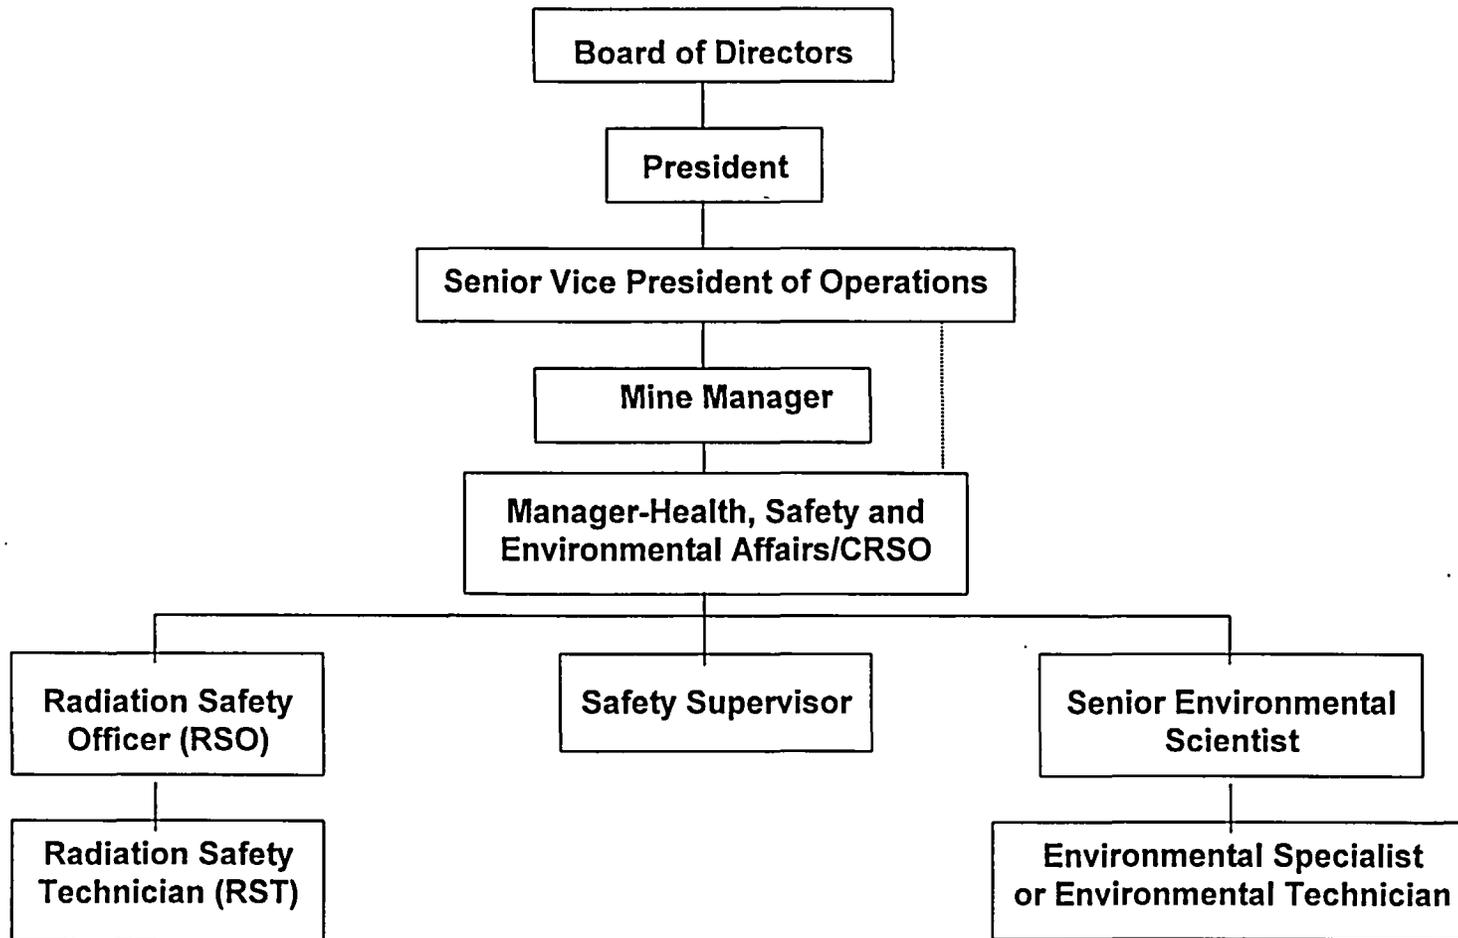 Board of Directors
President
Senior Vice President of Operations
Mine Manager
Manager-Health, Safety and
Environmental Affairs/CRSO
Radiation Safety
Officer (RSO)
Safety Supervisor
Senior Environmental
Scientist
Radiation Safety
Technician (RST)
Environmental Specialist
or Environmental Technician